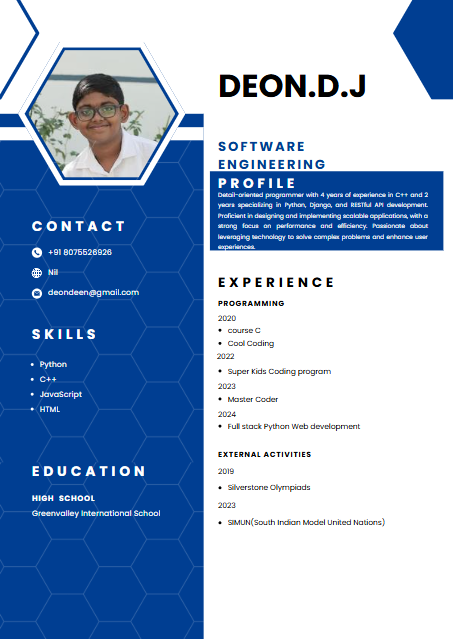 DEON.D.J
SOFTWARE
ENGINEERING
PROFILE
Detail-oriented programmer with 4 years of experience in C++ and 2
years specializing in Python, Django, and RESTful API development.
Proficient in designing and implementing scalable applications, with a
strong focus on performance and efficiency. Passionate about
leveraging technology to solve complex problems and enhance user
experiences.
CONTACT
+91 8075526926
Nil
deondeen@gmail.com
SKILLS
Python
C++
JavaScript
HTML
EDUCATION
HIGH SCHOOL
Greenvalley International School
EXPERIENCE
PROGRAMMING
2020
course C
Cool Coding
2022
Super Kids Coding program
2023
Master Coder
2024
Full stack Python Web development
EXTERNAL ACTIVITIES
2019
Silverstone Olympiads
2023
SIMUN(South Indian Model United Nations)